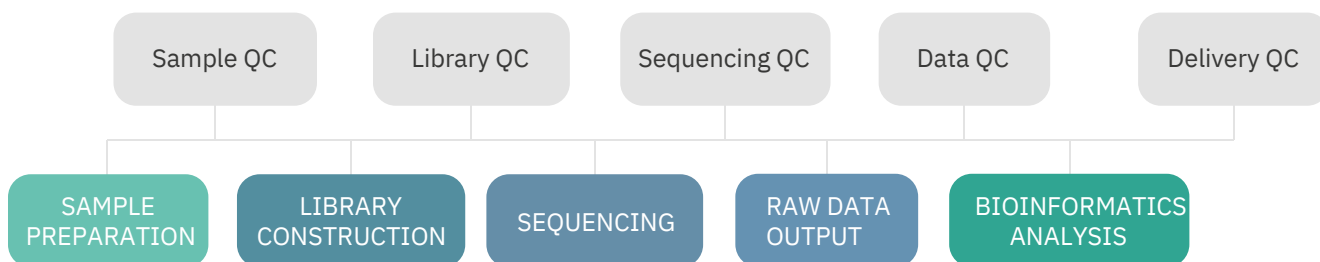 Sample QC
Library QC
Sequencing QC
Data QC
Delivery QC
SAMPLE
PREPARATION
LIBRARY
CONSTRUCTION
SEQUENCING
RAW DATA
OUTPUT
BIOINFORMATICS
ANALYSIS